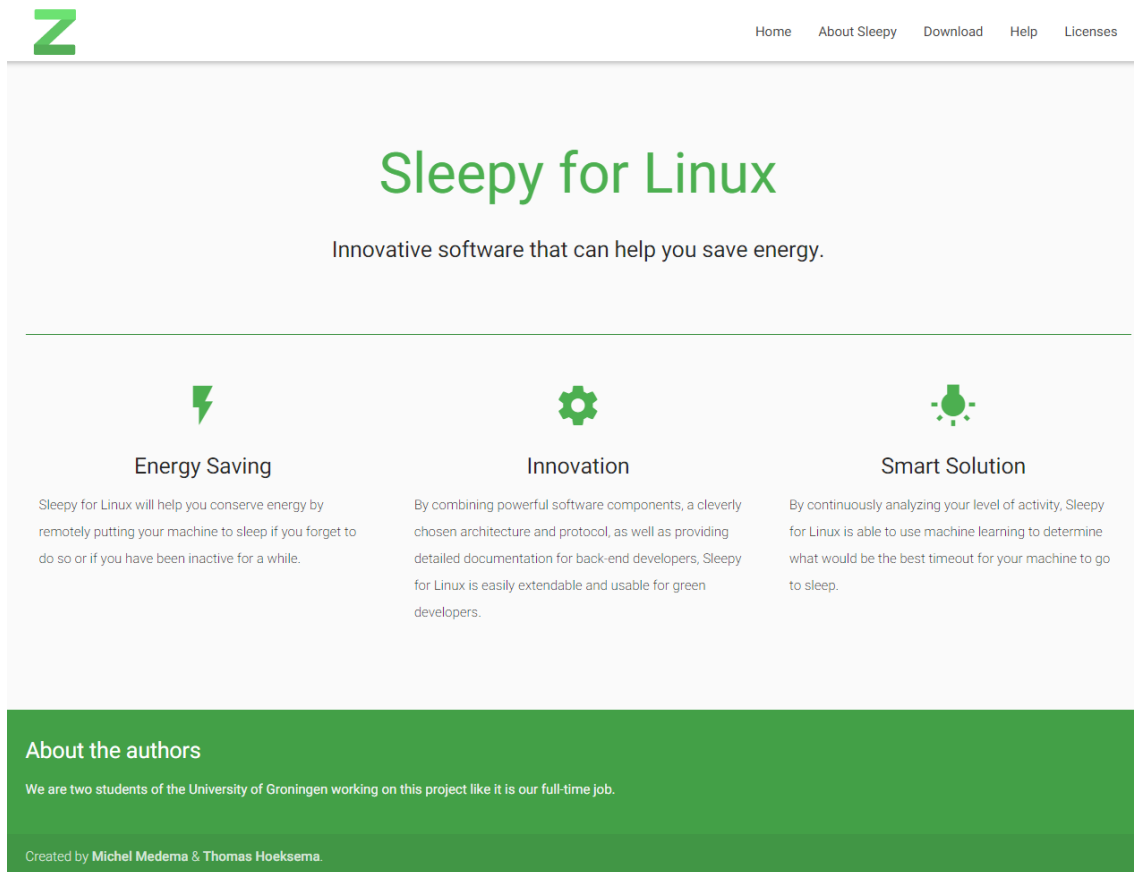 Z
Home About Sleepy Download Help Licenses
Sleepy for Linux
Innovative software that can help you save energy.
Energy Saving
Sleepy for Linux will help you conserve energy by
remotely putting your machine to sleep if you forget to
do so or if you have been inactive for a while.
Innovation
By combining powerful software components, a cleverly
chosen architecture and protocol, as well as providing
detailed documentation for back-end developers, Sleepy
for Linux is easily extendable and usable for green
developers.
Smart Solution
By continuously analyzing your level of activity, Sleepy
for Linux is able to use machine learning to determine
what would be the best timeout for your machine to go
to sleep.
About the authors
We are two students of the University of Groningen working on this project like it is our full-time job.
Created by Michel Medema & Thomas Hoeksema.